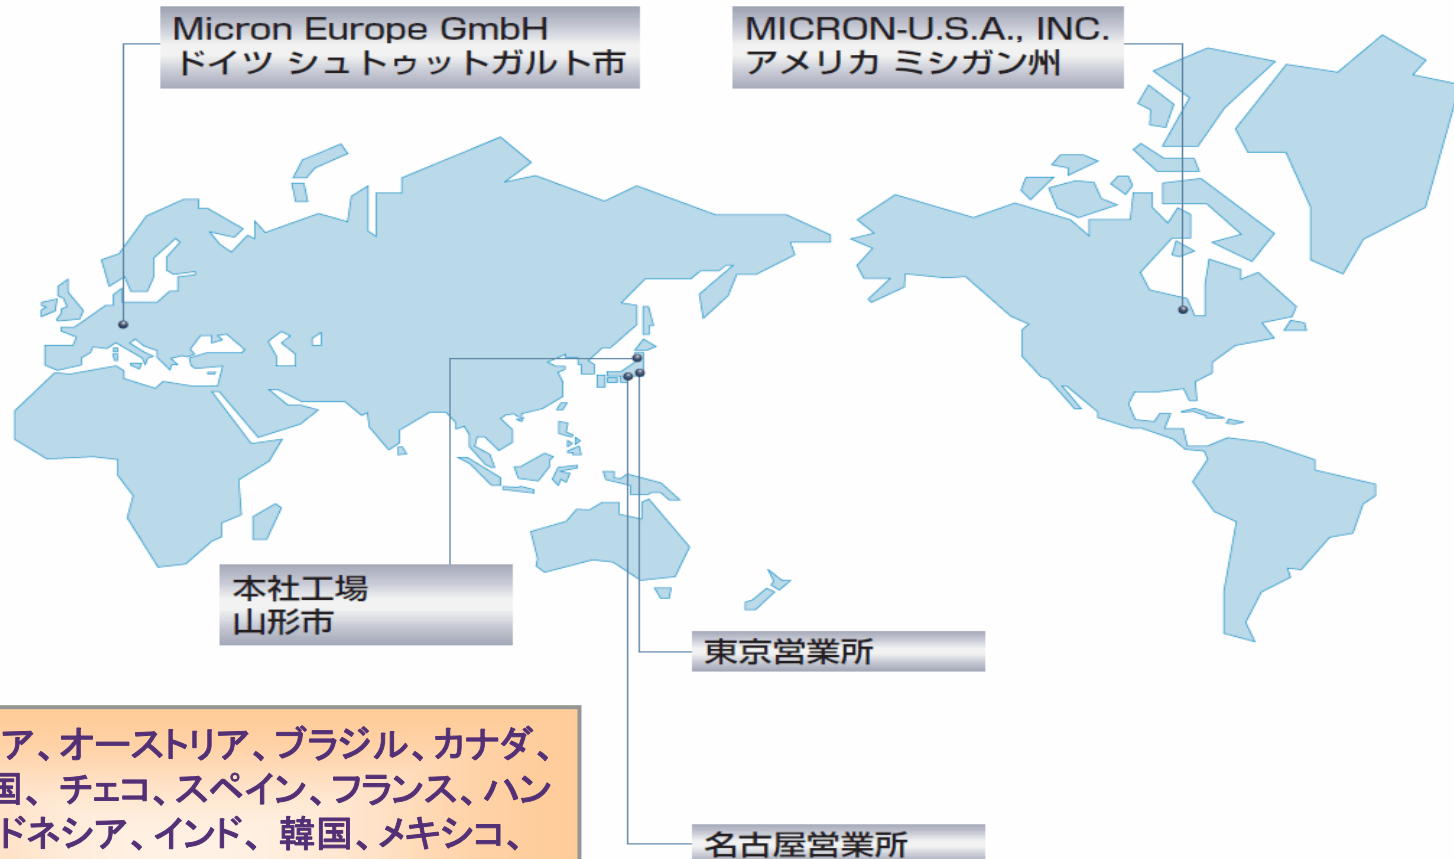 Micron Europe GmbH
ドイツ シュトゥットガルト市
MICRON-U.S.A., INC.
アメリカ ミシガン州
本社工場
山形市
東京営業所
ア、オーストリア、ブラジル、カナダ、
国、チェコ、スペイン、フランス、ハン
ドネシア、インド、韓国、メキシコ、
名古屋営業所